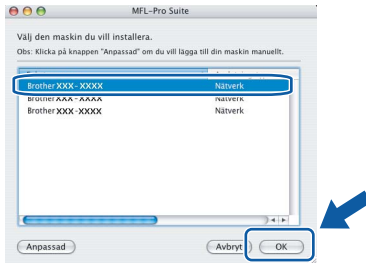 MFL-Pro Suite
Välj den maskin du vill installera.
Obs: Klicka på knappen "Anpassad" om du vill lägga till din maskin manuellt.
Brother XXX-XXXX Nätverk
Brother XXX-XXXX Nätverk
Brother XXX-XXXX Nätverk
Anpassad Avbryt OK